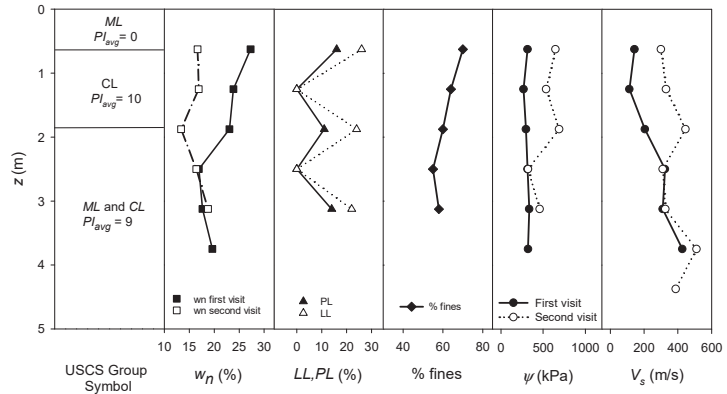 0
1
2
3
4
5
z (m)
ML
PIavg = 0
CL
PIavg = 10
ML and CL
PIavg = 9
USCS Group
Symbol
wn first visit
wn second visit
10 15 20 25 30
wn (%)
PL
LL
0 10 20 30
LL,PL (%)
% fines
40 60 80
% fines
First visit
Second visit
0 500 1000
ψ (kPa)
0 200 400 600
Vs (m/s)